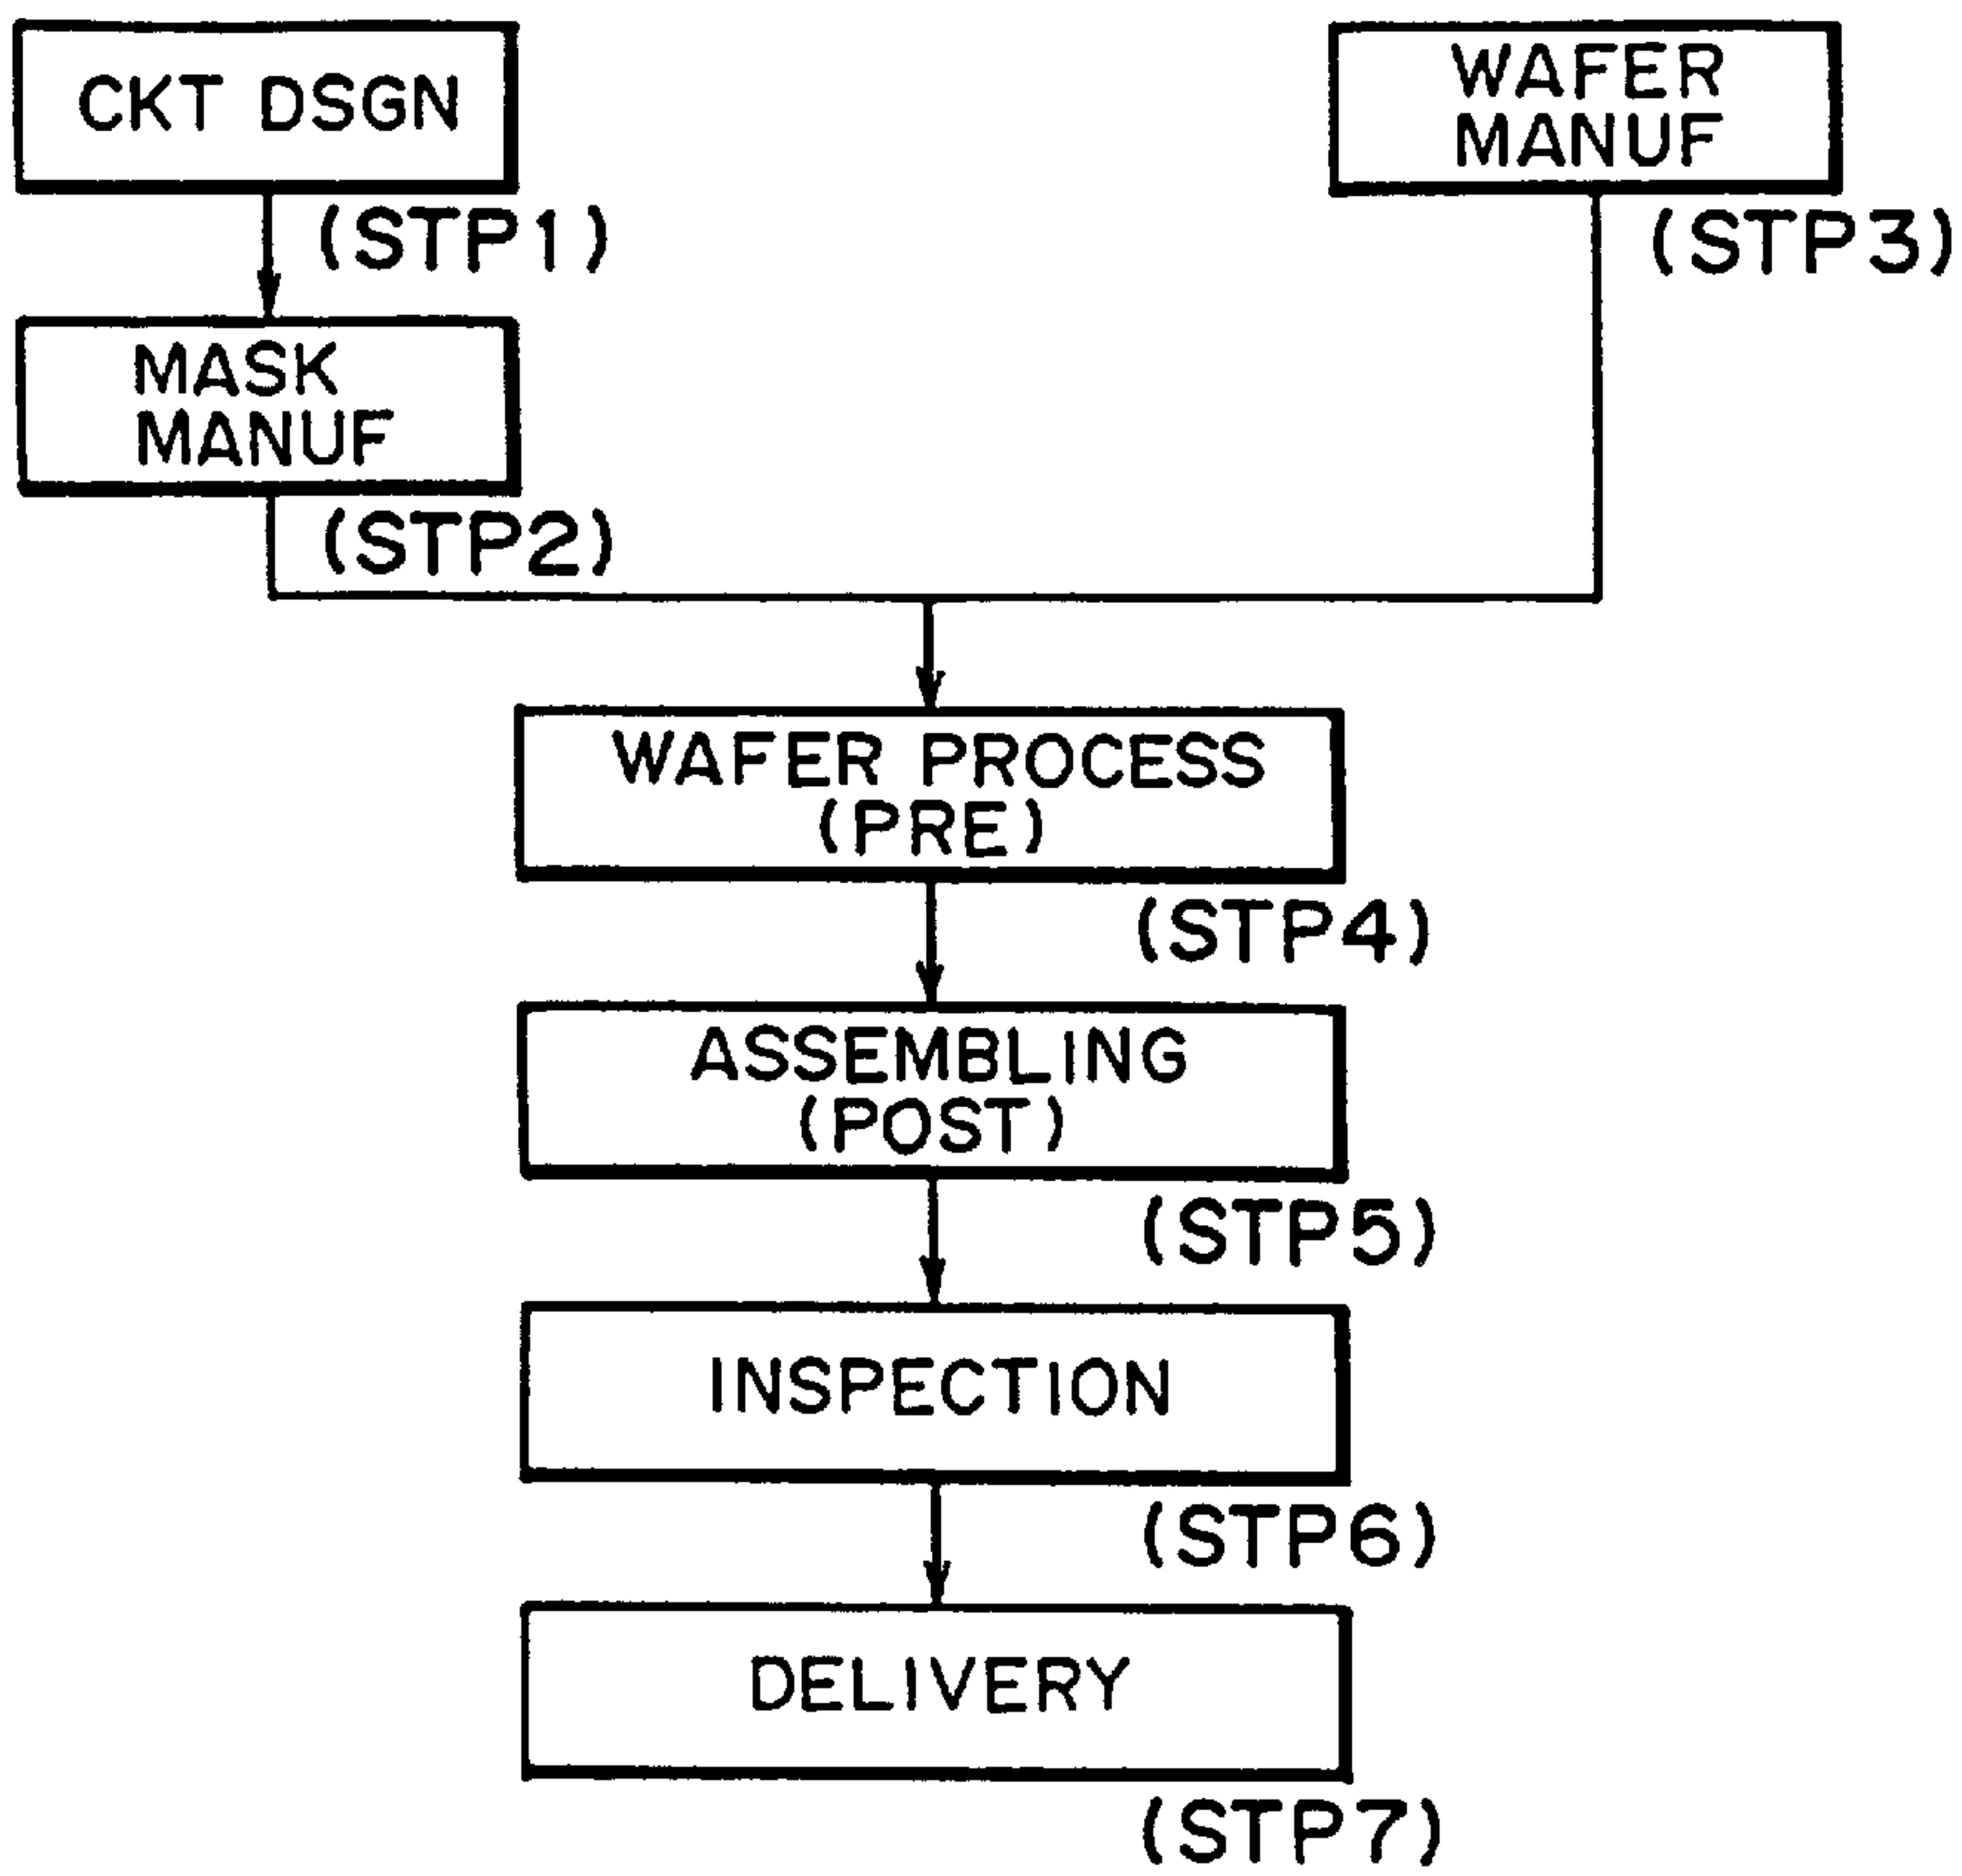 CKT DSGN
(STP1)
MASK
MANUF
(STP2)
WAFER
MANUF
(STP3)
WAFER PROCESS
(PRE)
(STP4)
ASSEMBLING
(POST)
(STP5)
INSPECTION
(STP6)
DELIVERY
(STP7)